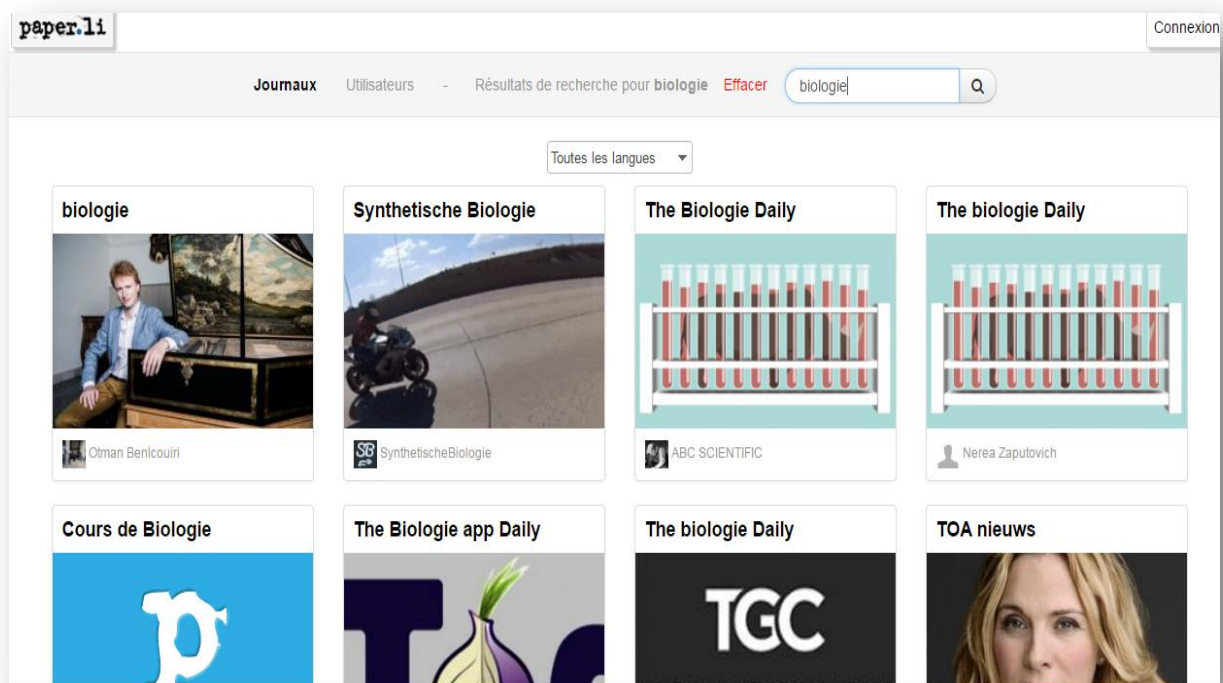 paper.li
Connexion
Journaux Utilisateurs - Résultats de recherche pour biologie Effacer biologie
Toutes les langues
biologie Synthetische Biologie The Biologie Daily The biologie Daily
Otman Benlcouiri SB SynthetischeBiologie ABC SCIENTIFIC Nerea Zaputovich
Cours de Biologie The Biologie app Daily The biologie Daily TOA nieuws
p TGC